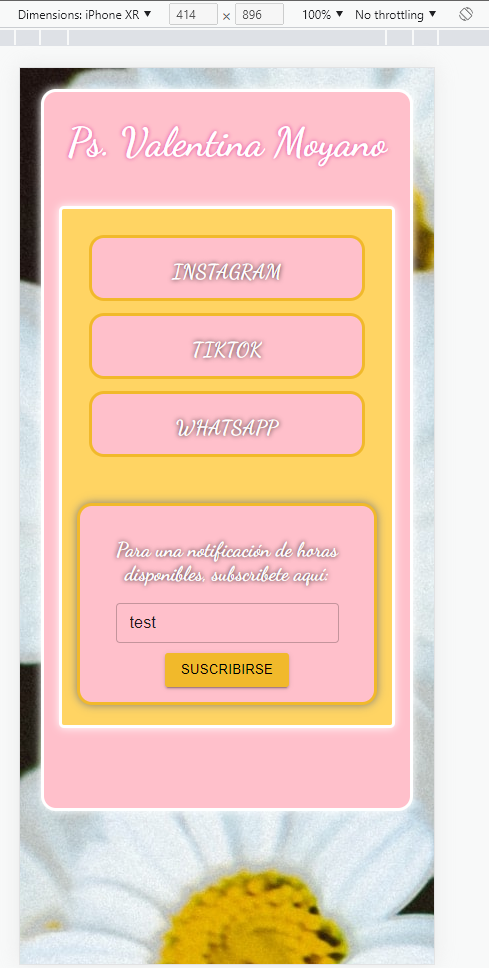 Dimensions: iPhone XR ▼ 414 × 896 100% ▼ No throttling ▼
Ps. Valentina Moyano
INSTAGRAM
TIKTOK
WHATSAPP
Para una notificación de horas
disponibles, subscribete aquí:
test
SUSCRIBIRSE